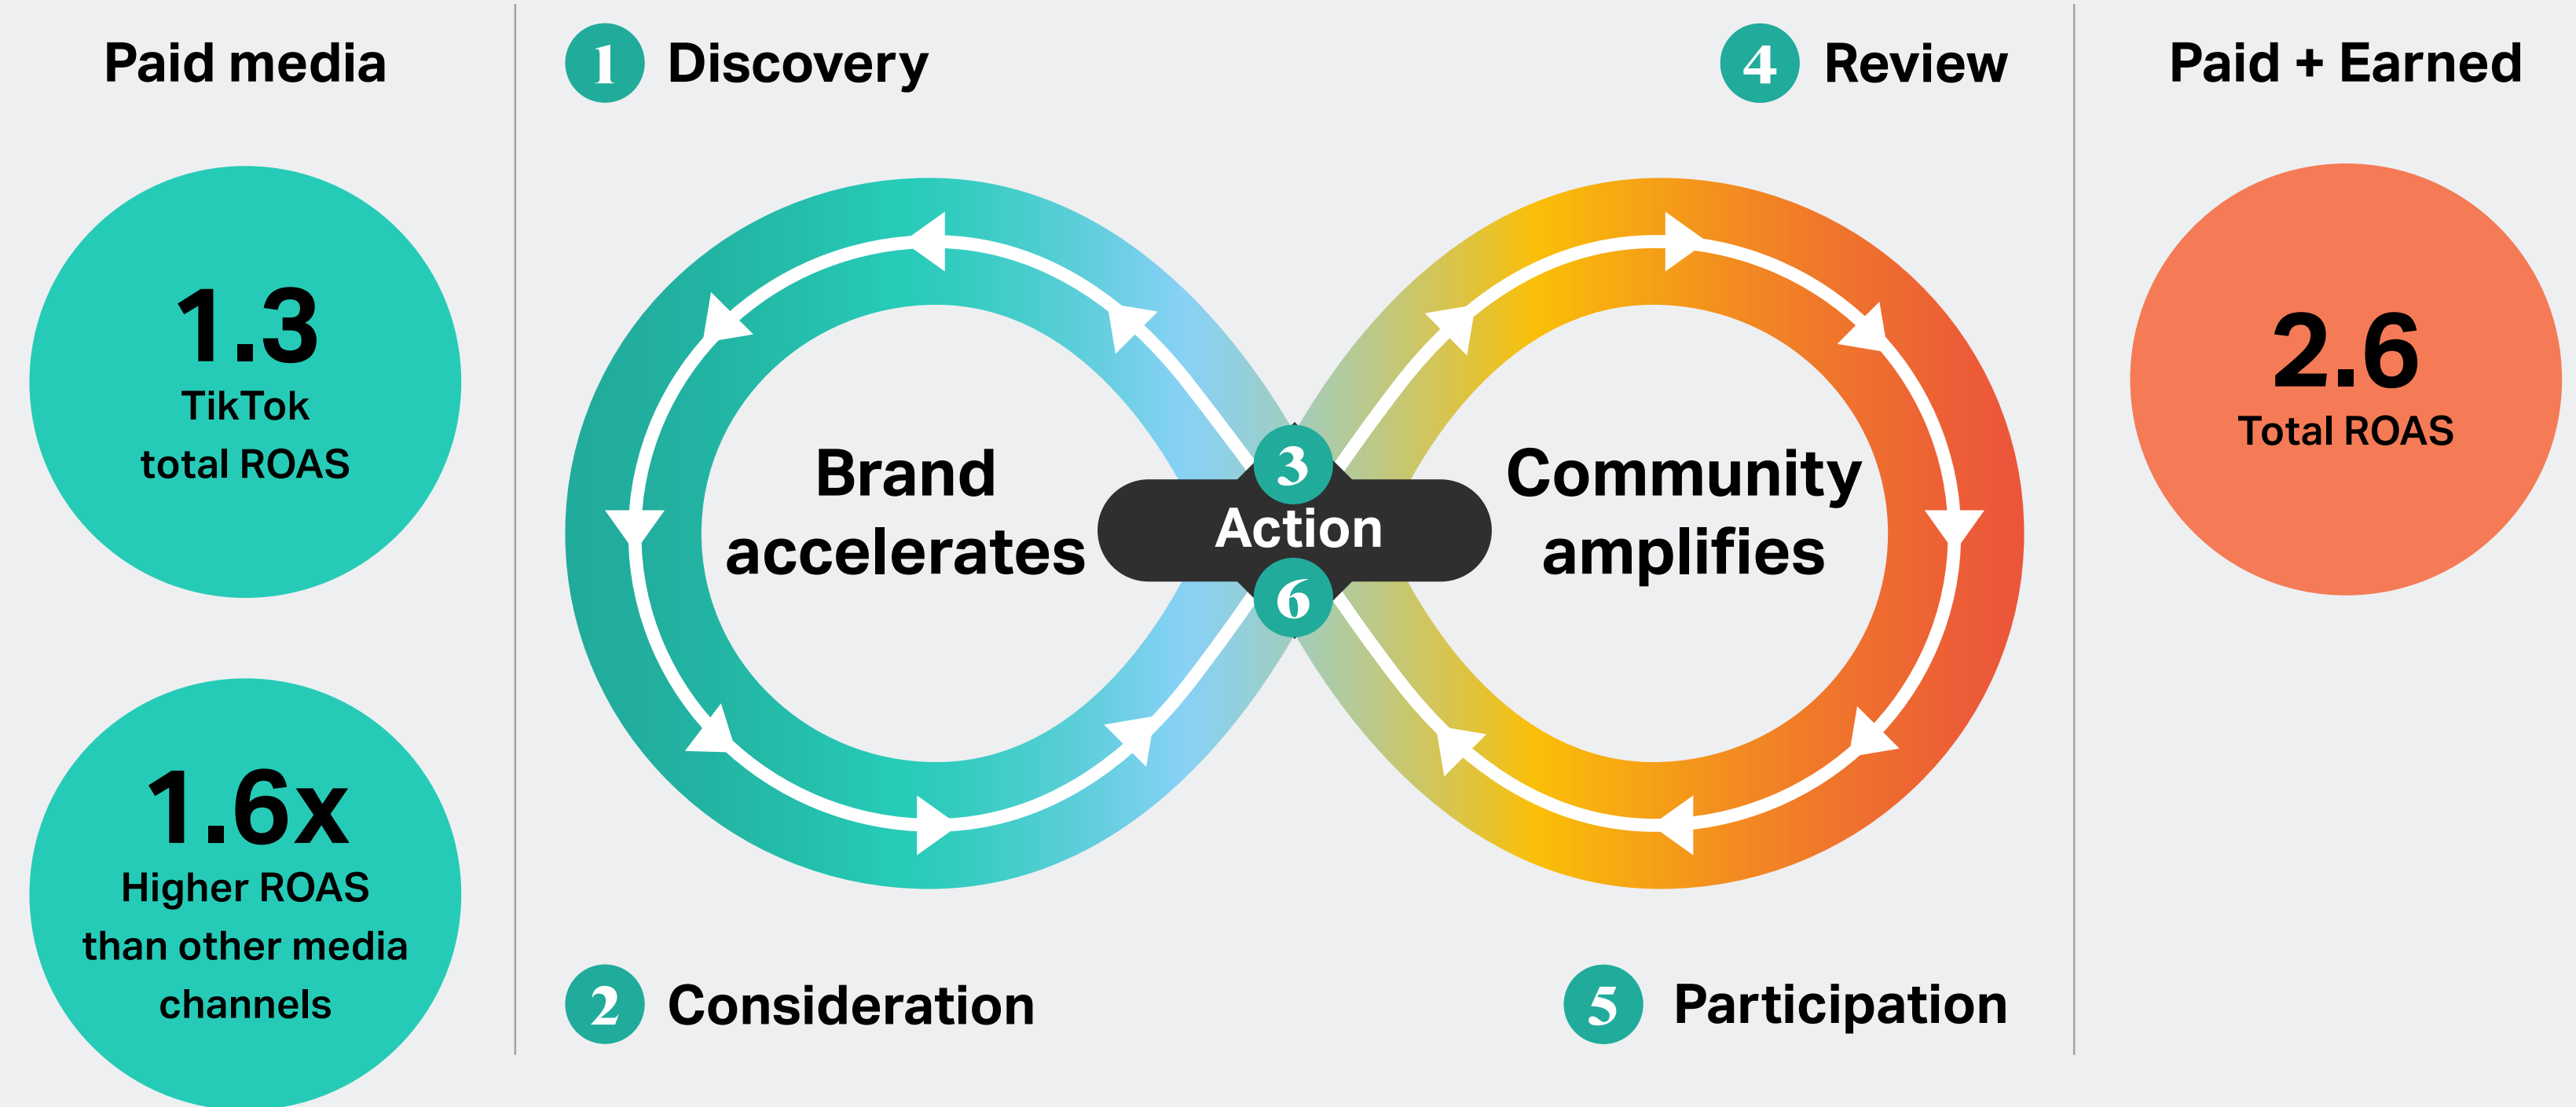 Paid media
1.3
TikTok
total ROAS
1.6x
Higher ROAS
than other media
channels
1 Discovery
4 Review
Brand
accelerates
3
Action
6
Community
amplifies
2 Consideration
5 Participation
Paid + Earned
2.6
Total ROAS